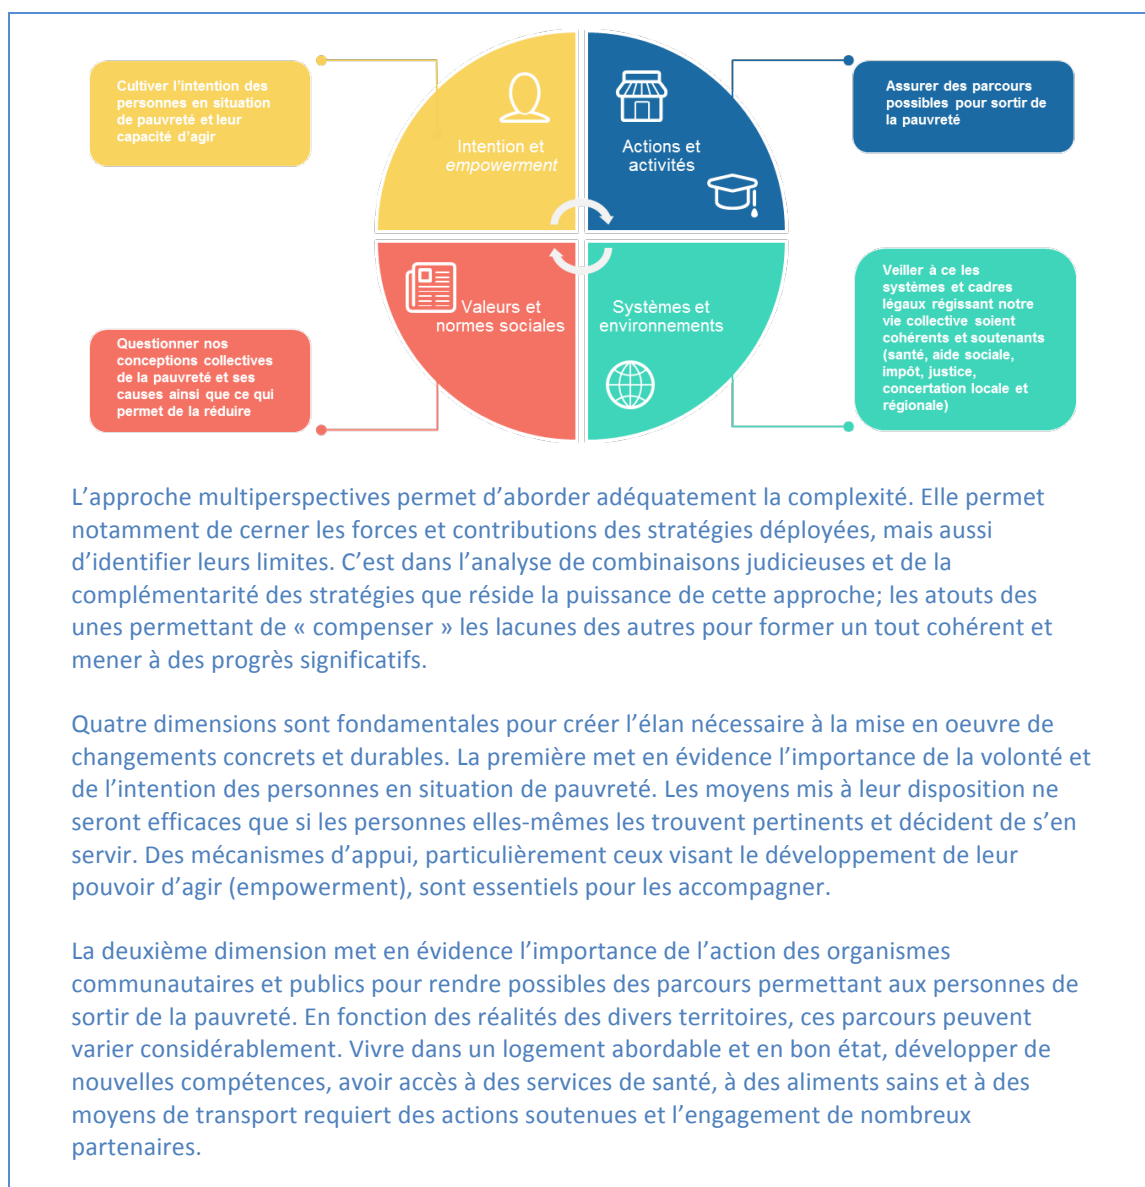 Cultiver l'intention des
personnes en situation
de pauvreté et leur
capacité d'agir
Intention et
empowerment
Actions et
activités
Assurer des parcours
possibles pour sortir de
la pauvreté
Questionner nos
conceptions collectives
de la pauvreté et ses
causes ainsi que ce qui
permet de la réduire
Valeurs et
normes sociales
Systèmes et
environnements
Veiller à ce les
systèmes et cadres
légaux régissant notre
vie collective soient
cohérents et soutenants
(santé, aide sociale,
impôt, justice,
concertation locale et
régionale)
L'approche multiperspectives permet d'aborder adéquatement la complexité. Elle permet
notamment de cerner les forces et contributions des stratégies déployées, mais aussi
d'identifier leurs limites. C'est dans l'analyse de combinaisons judicieuses et de la
complémentarité des stratégies que réside la puissance de cette approche; les atouts des
unes permettant de « compenser » les lacunes des autres pour former un tout cohérent et
mener à des progrès significatifs.
Quatre dimensions sont fondamentales pour créer l'élan nécessaire à la mise en oeuvre de
changements concrets et durables. La première met en évidence l'importance de la volonté et
de l'intention des personnes en situation de pauvreté. Les moyens mis à leur disposition ne
seront efficaces que si les personnes elles-mêmes les trouvent pertinents et décident de s'en
servir. Des mécanismes d'appui, particulièrement ceux visant le développement de leur
pouvoir d'agir (empowerment), sont essentiels pour les accompagner.
La deuxième dimension met en évidence l'importance de l'action des organismes
communautaires et publics pour rendre possibles des parcours permettant aux personnes de
sortir de la pauvreté. En fonction des réalités des divers territoires, ces parcours peuvent
varier considérablement. Vivre dans un logement abordable et en bon état, développer de
nouvelles compétences, avoir accès à des services de santé, à des aliments sains et à des
moyens de transport requiert des actions soutenues et l'engagement de nombreux
partenaires.